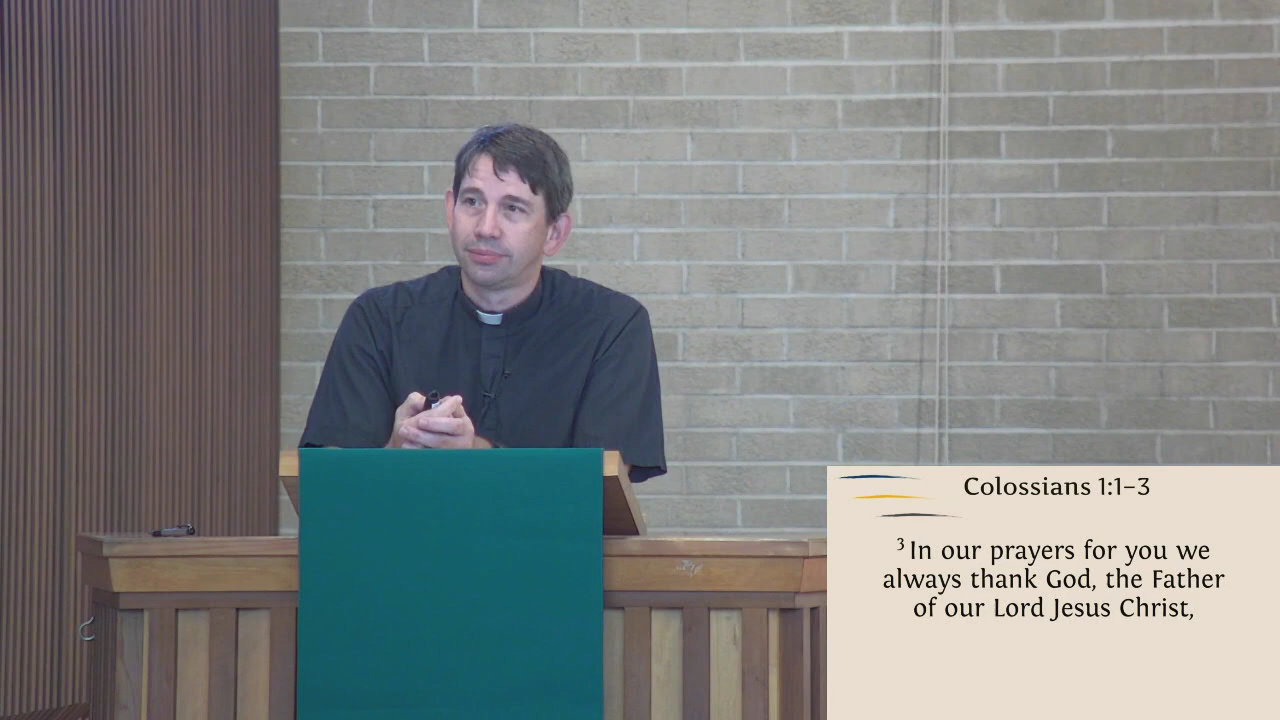 Colossians 1:1–3
³ In our prayers for you we
always thank God, the Father
of our Lord Jesus Christ,